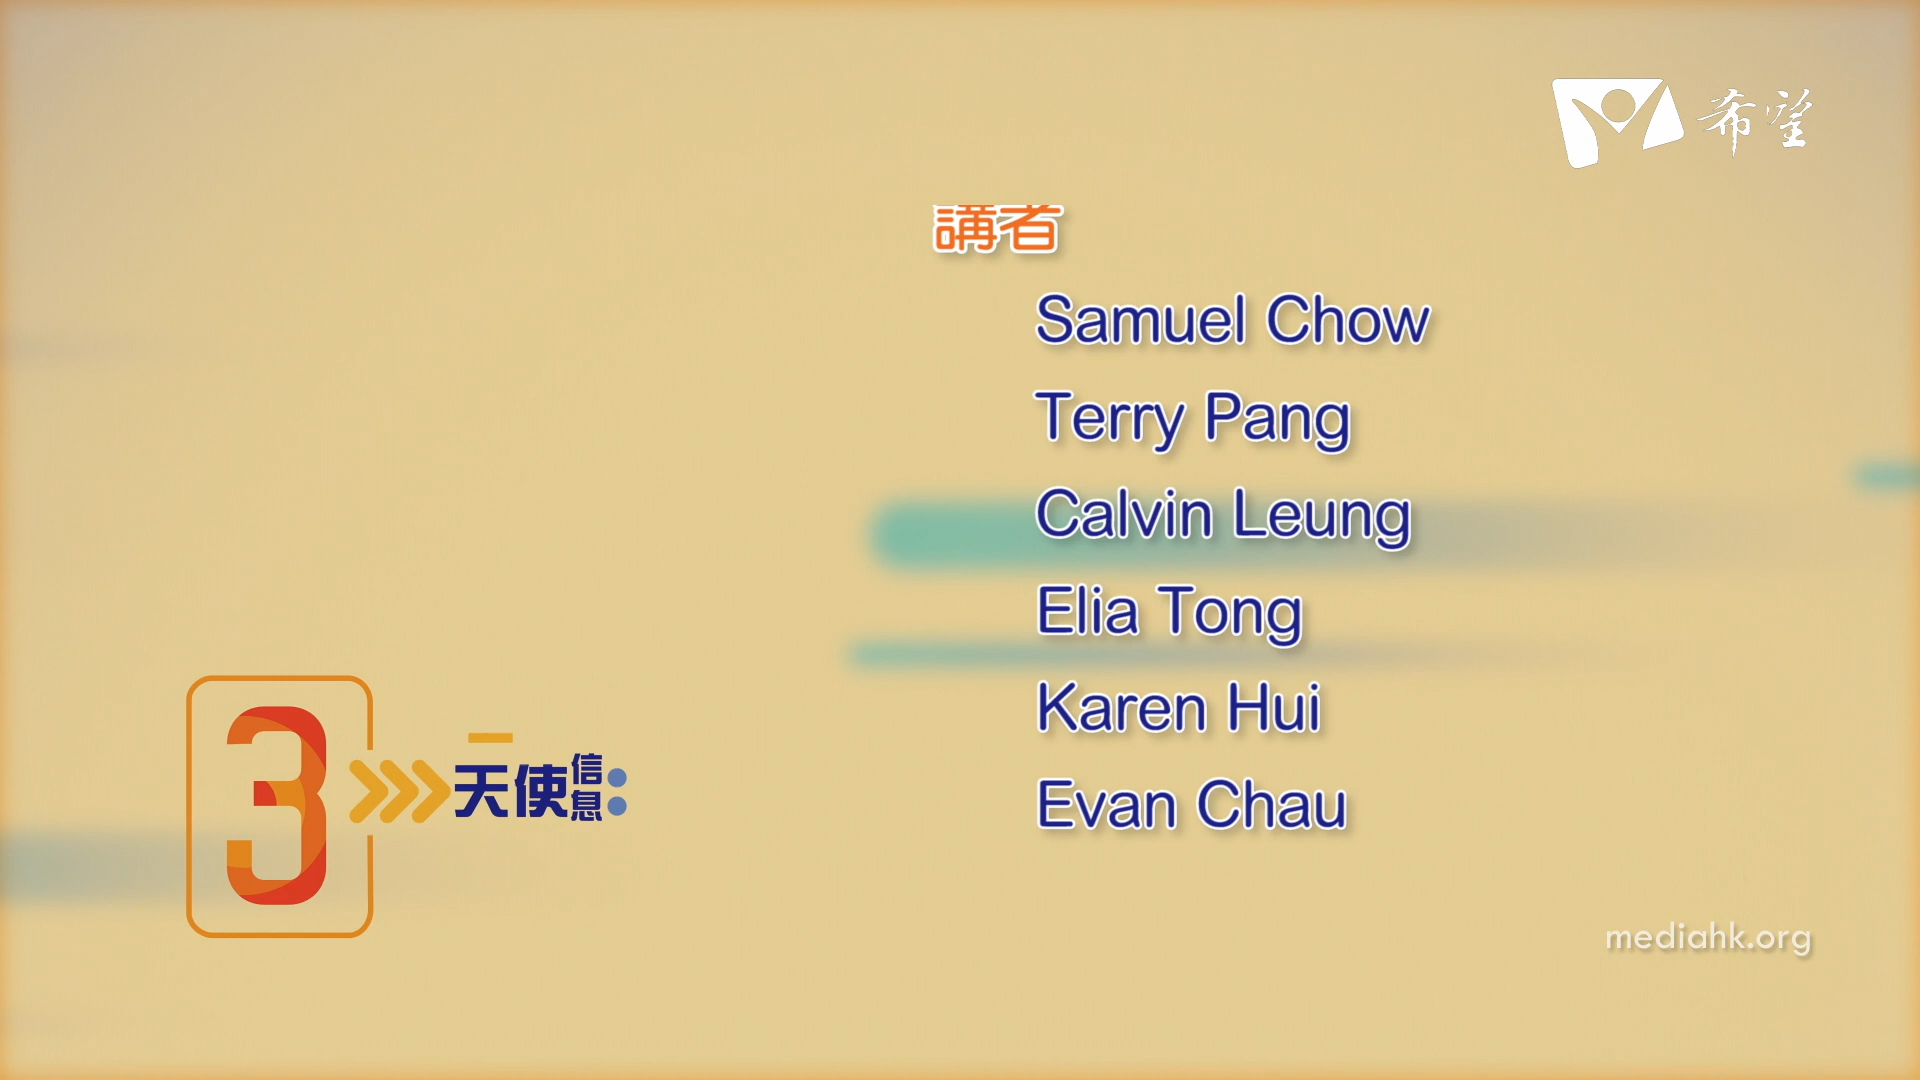 希望
講者
Samuel Chow
Terry Pang
Calvin Leung
Elia Tong
Karen Hui
Evan Chau
3
天使信息
mediahk.org